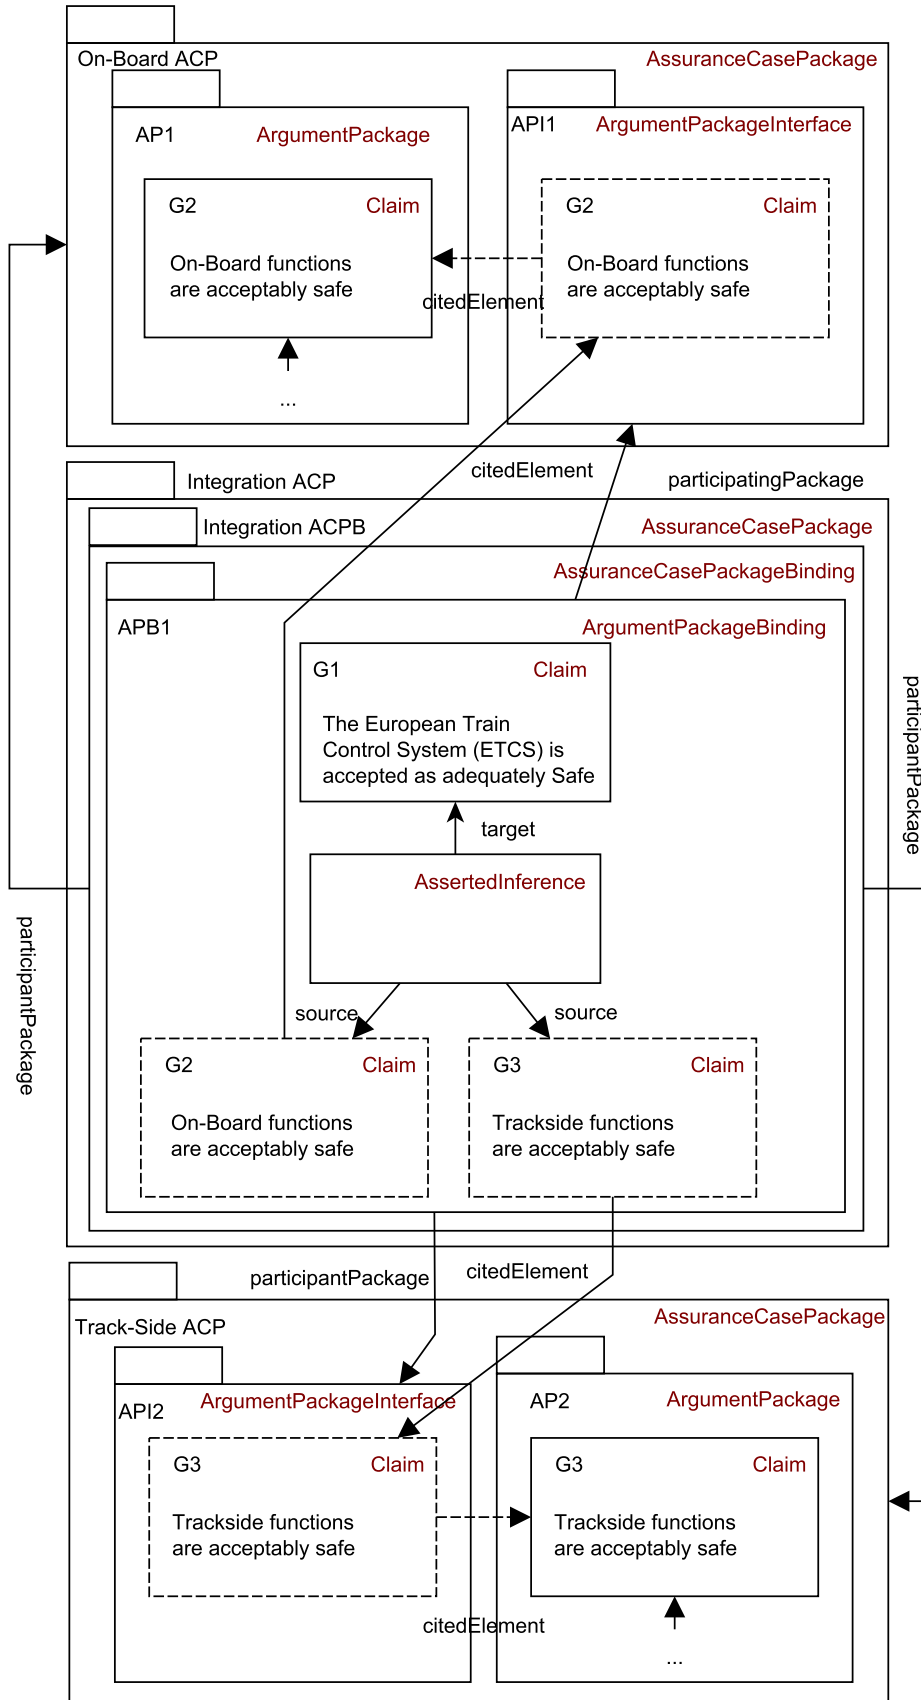 On-Board ACP
AssuranceCasePackage
AP1
ArgumentPackage
API1
ArgumentPackageInterface
G2
Claim
On-Board functions
are acceptably safe
...
citedElement
G2
Claim
On-Board functions
are acceptably safe
citedElement
participatingPackage
Integration ACP
Integration ACPB
AssuranceCasePackage
AssuranceCasePackageBinding
APB1
ArgumentPackageBinding
G1
Claim
The European Train
Control System (ETCS) is
accepted as adequately Safe
target
AssertedInference
source
source
participantPackage
participantPackage
G2
Claim
On-Board functions
are acceptably safe
G3
Claim
Trackside functions
are acceptably safe
participantPackage
citedElement
Track-Side ACP
AssuranceCasePackage
API2
ArgumentPackageInterface
AP2
ArgumentPackage
G3
Claim
Trackside functions
are acceptably safe
citedElement
G3
Claim
Trackside functions
are acceptably safe
...